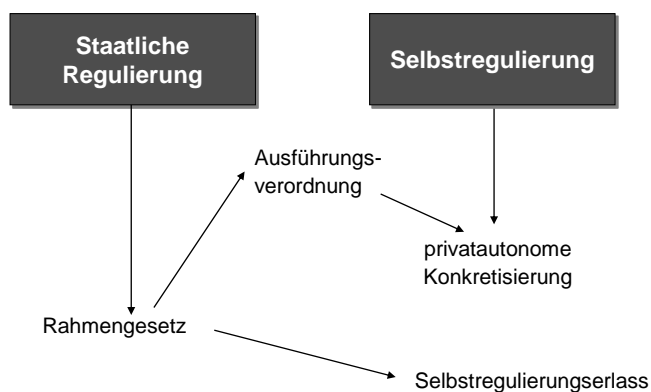 Staatliche
Regulierung
Selbstregulierung
Ausführungs-
verordnung
privatautonome
Konkretisierung
Rahmengesetz
Selbstregulierungserlass